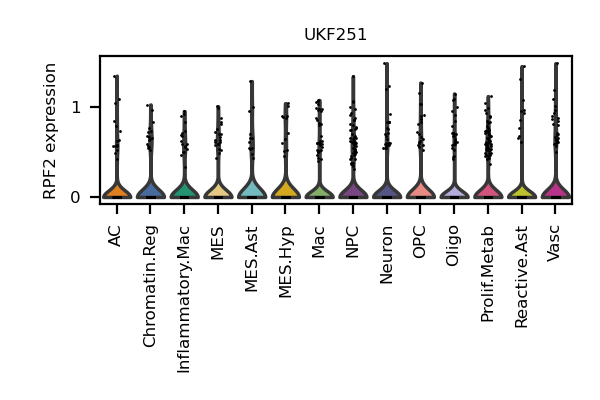 UKF251
RPF2 expression
1
0
AC
Chromatin.Reg
Inflammatory.Mac
MES
MES.Ast
MES.Hyp
Mac
NPC
Neuron
OPC
Oligo
Prolif.Metab
Reactive.Ast
Vasc